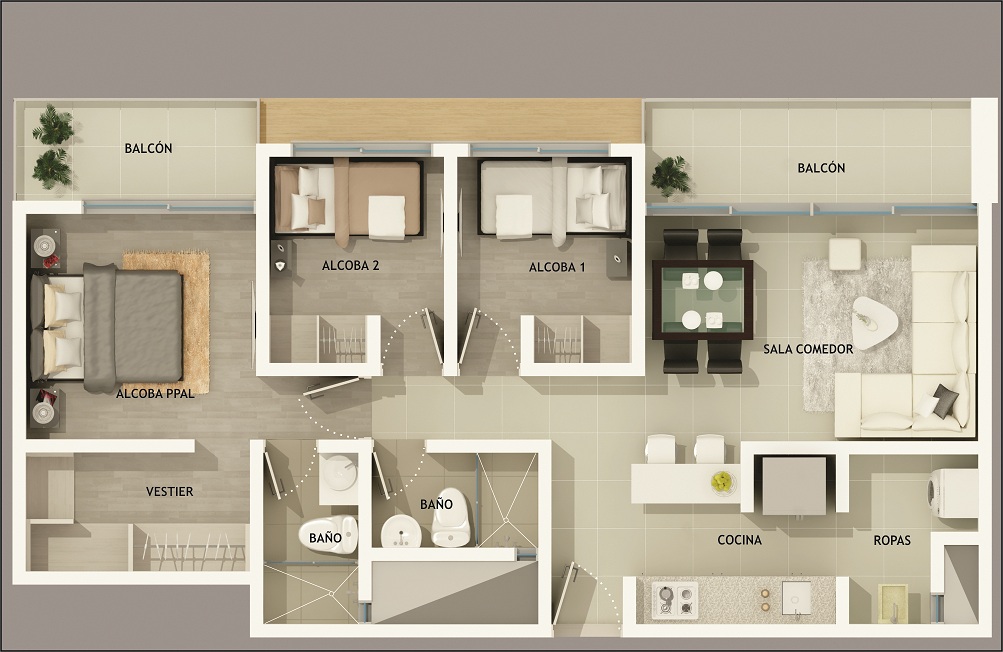 BALCÓN
BALCÓN
ALCOBA 2
ALCOBA 1
SALA COMEDOR
ALCOBA PPAL
VESTIER
BAÑO
BAÑO
COCINA
ROPAS